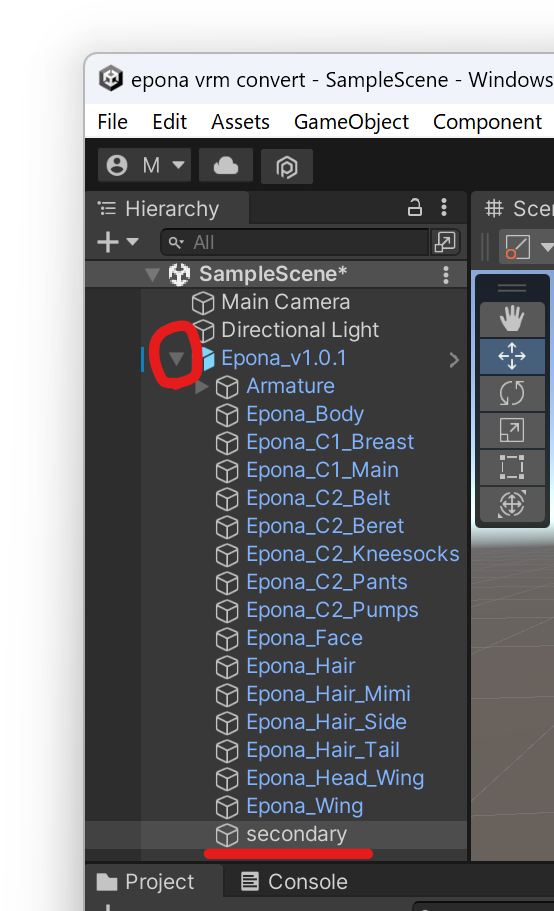 epona vrm convert - SampleScene - Windows
File Edit Assets GameObject Component
M
Hierarchy
Scen
All
SampleScene*
Main Camera
Directional Light
Epona_v1.0.1
Armature
Epona_Body
Epona_C1_Breast
Epona_C1_Main
Epona_C2_Belt
Epona_C2_Beret
Epona_C2_Kneesocks
Epona_C2_Pants
Epona_C2_Pumps
Epona_Face
Epona_Hair
Epona_Hair_Mimi
Epona_Hair_Side
Epona_Hair_Tail
Epona_Head_Wing
Epona_Wing
secondary
Project Console